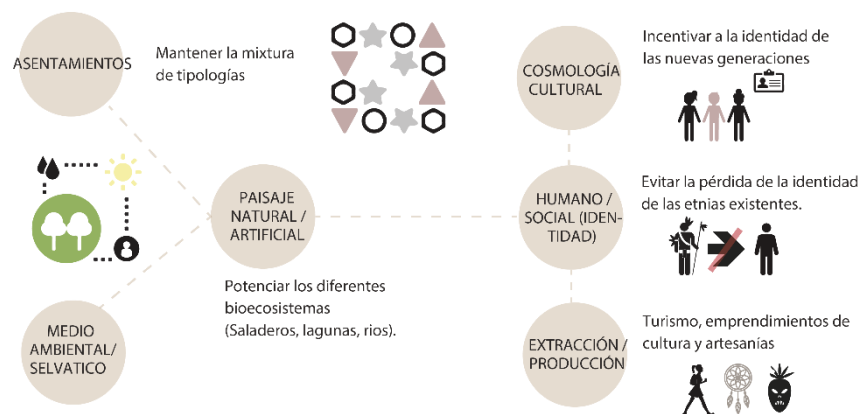 ASENTAMIENTOS
Mantener la mixtura
de tipologías
COSMOLOGÍA
CULTURAL
Incentivar a la identidad de
las nuevas generaciones
PAISAJE
NATURAL /
ARTIFICIAL
Potenciar los diferentes
bioecosistemas
(Saladeros, lagunas, rios).
HUMANO /
SOCIAL (IDEN-
TIDAD)
Evitar la pérdida de la identidad
de las etnias existentes.
MEDIO
AMBIENTAL/
SELVATICO
EXTRACCIÓN /
PRODUCCIÓN
Turismo, emprendimientos de
cultura y artesanías